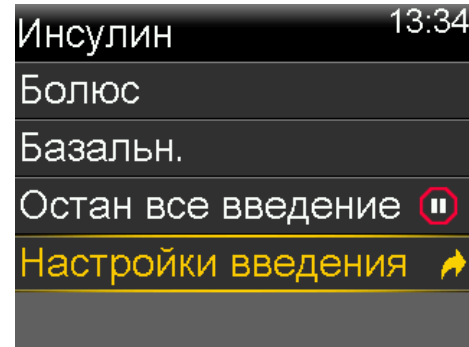 Инсулин 13:34
Болюс
Базальн.
Остан все введение
Настройки введения